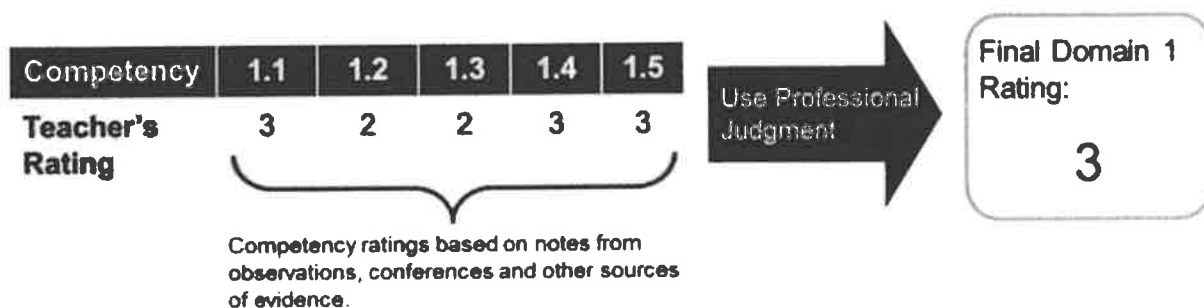 Competency 1.1 1.2 1.3 1.4 1.5
Teacher's 3 2 2 3 3
Rating
Competency ratings based on notes from
observations, conferences and other sources
of evidence.
Use Professional
Judgment
Final Domain 1
Rating:
3